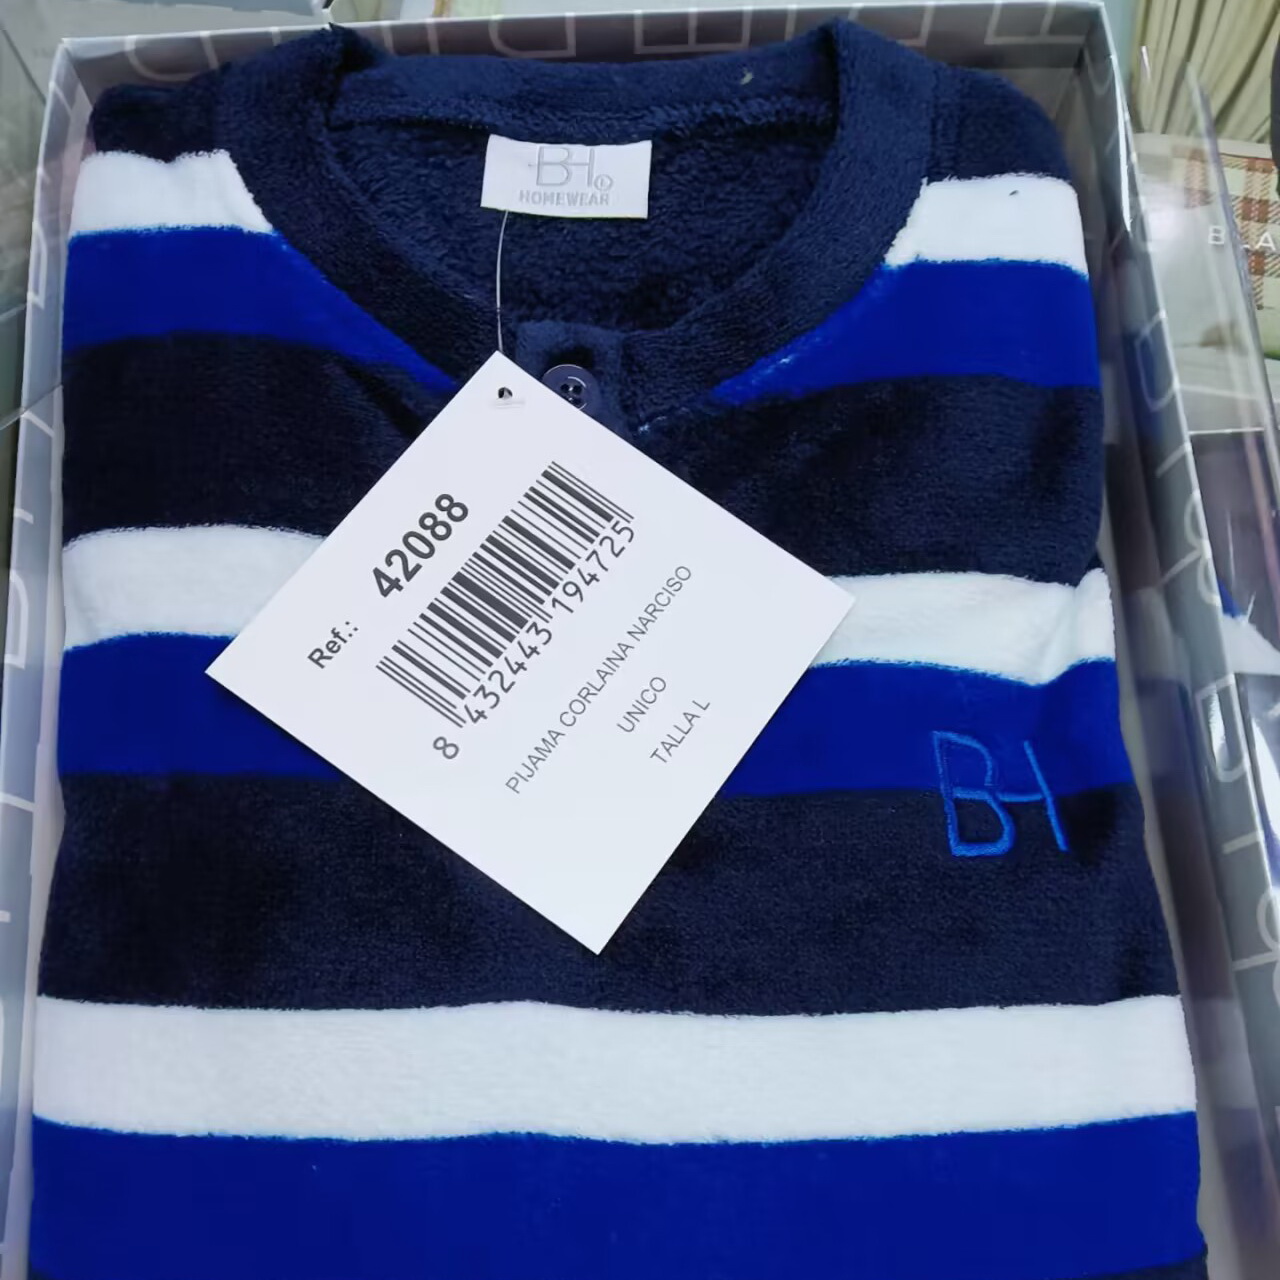 BH
L
HOMEWEAR
Ref.: 42088
8 432443 194725
PIJAMA CORLAINA NARCISO
UNICO
TALLA L
BH